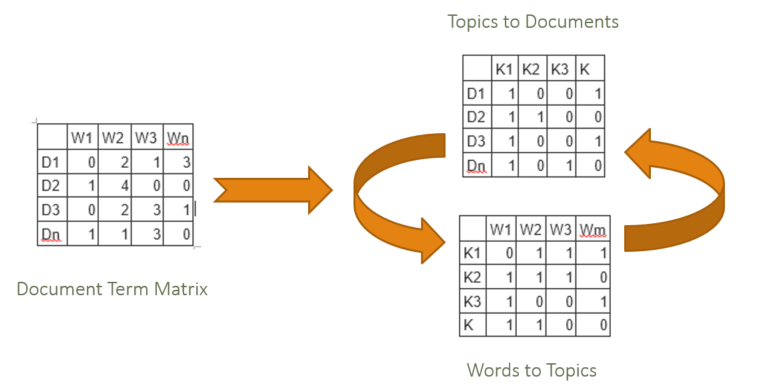 Topics to Documents
K1 K2 K3 K
D1 1 0 0 1
D2 1 1 0 0
D3 1 0 0 1
Dn 1 0 1 0
W1 W2 W3 Wn
D1 0 2 1 3
D2 1 4 0 0
D3 0 2 3 1
Dn 1 1 3 0
Document Term Matrix
W1 W2 W3 Wm
K1 0 1 1 1
K2 1 1 1 0
K3 1 0 0 1
K 1 1 0 0
Words to Topics